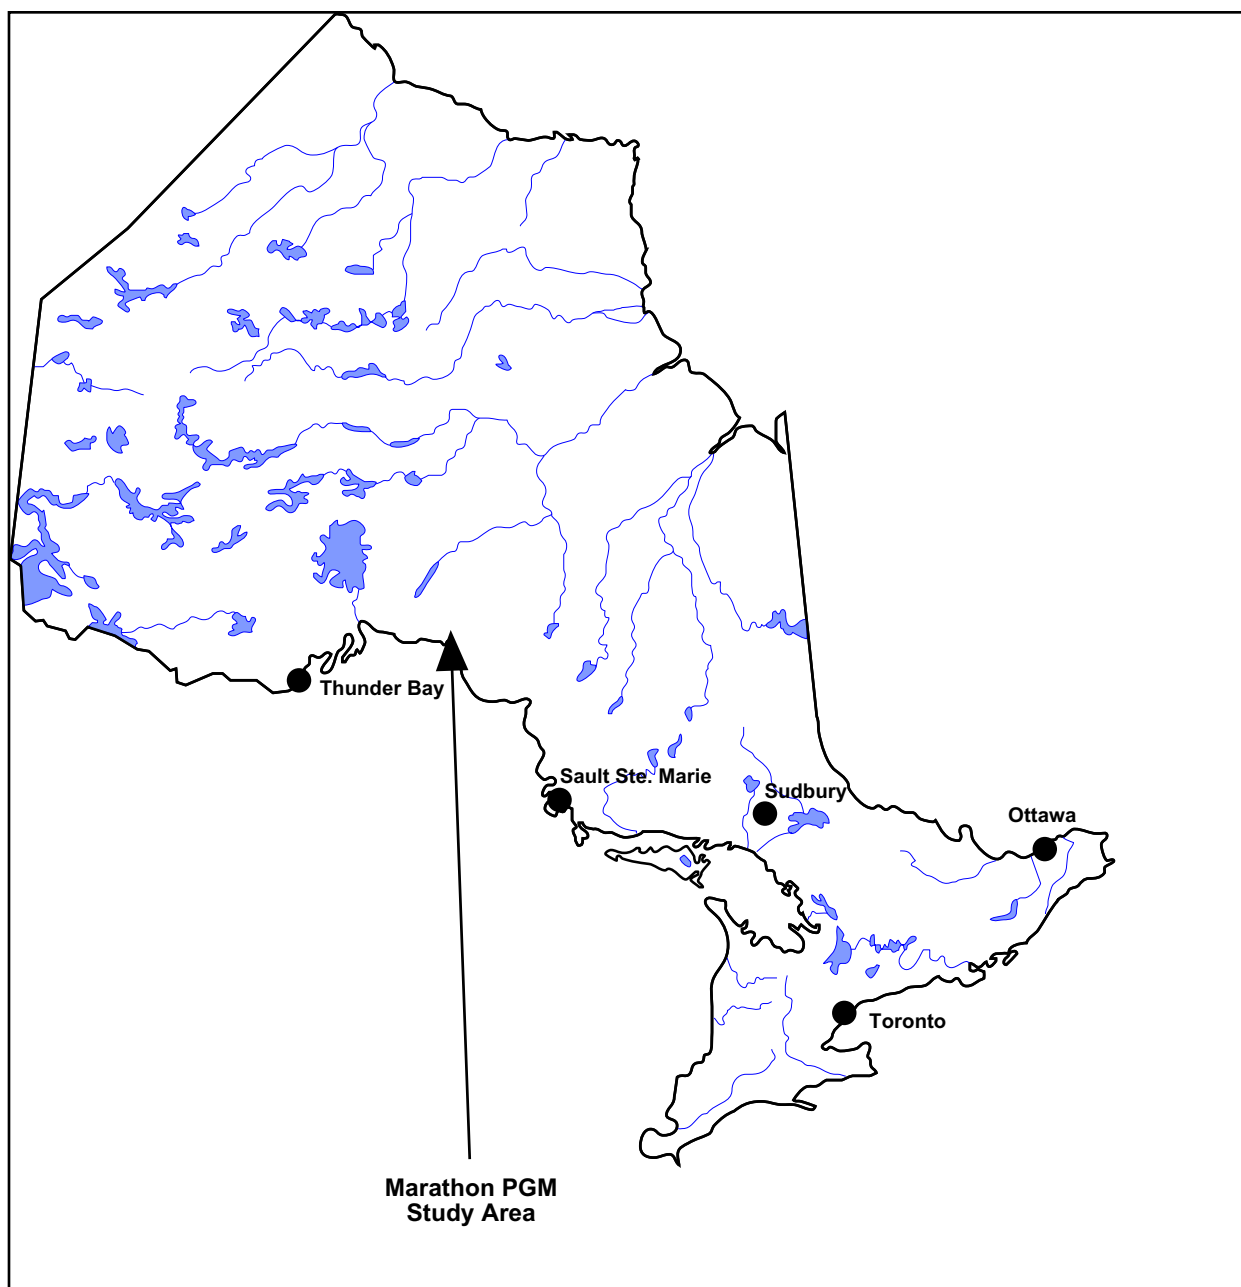 Thunder Bay
Sault Ste. Marie
Sudbury
Ottawa
Toronto
Marathon PGM
Study Area